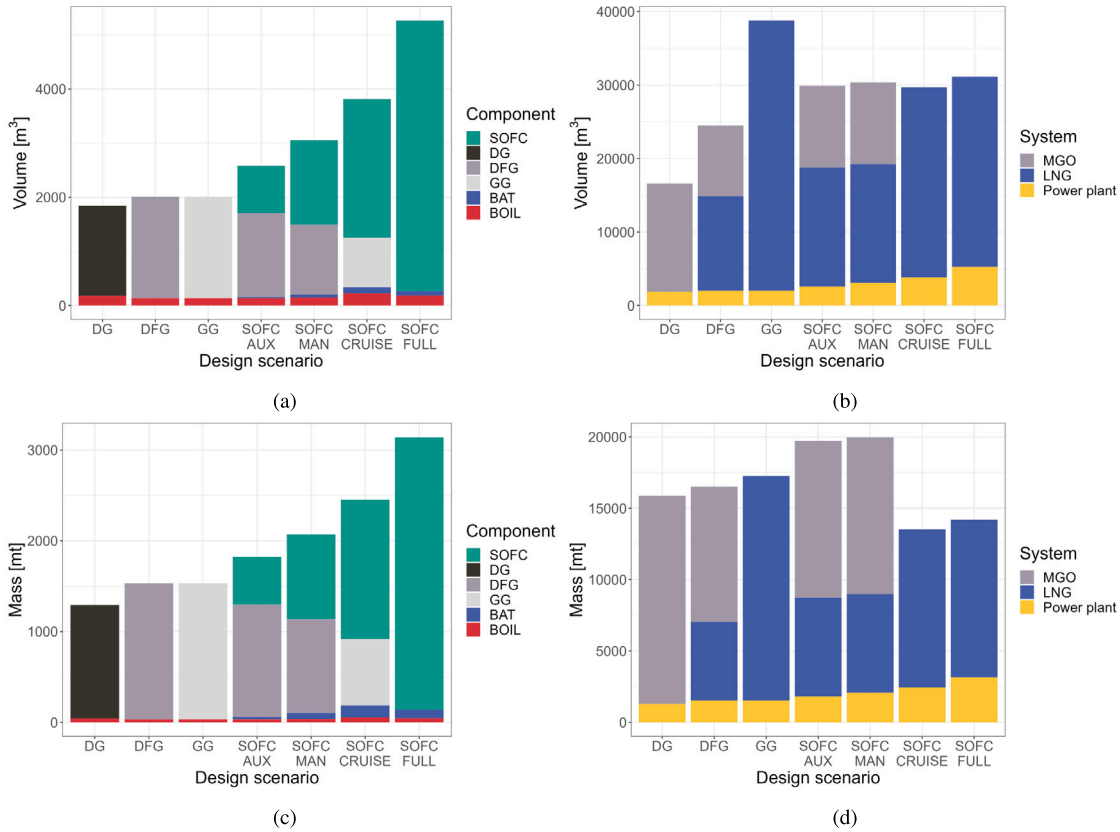 Volume [m³]
4000
2000
0
DG DFG GG SOFC AUX SOFC MAN SOFC CRUISE SOFC FULL
Design scenario
Component
SOFC
DG
DFG
GG
BAT
BOIL
(a)
Volume [m³]
40000
30000
20000
10000
0
DG DFG GG SOFC AUX SOFC MAN SOFC CRUISE SOFC FULL
Design scenario
System
MGO
LNG
Power plant
(b)
Mass [mt]
3000
2000
1000
0
DG DFG GG SOFC AUX SOFC MAN SOFC CRUISE SOFC FULL
Design scenario
Component
SOFC
DG
DFG
GG
BAT
BOIL
(c)
Mass [mt]
20000
15000
10000
5000
0
DG DFG GG SOFC AUX SOFC MAN SOFC CRUISE SOFC FULL
Design scenario
System
MGO
LNG
Power plant
(d)